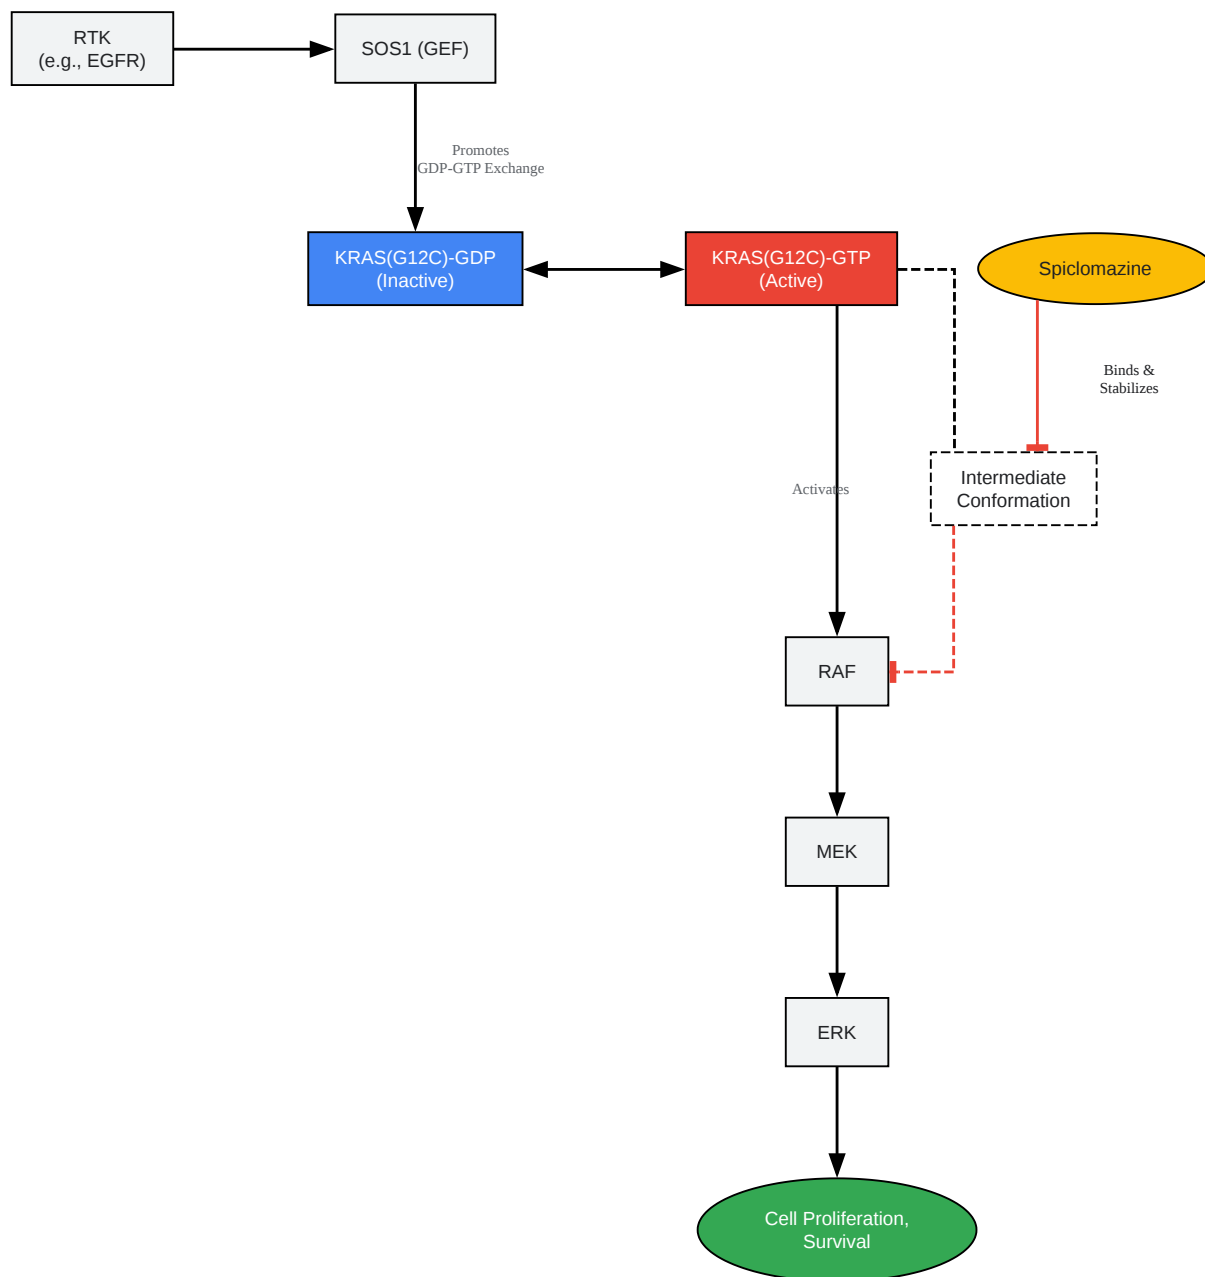 RTK
(e.g., EGFR)
SOS1 (GEF)
Promotes
GDP-GTP Exchange
KRAS(G12C)-GDP
(Inactive)
KRAS(G12C)-GTP
(Active)
Spiclomazine
Binds &
Stabilizes
Intermediate
Conformation
Activates
RAF
MEK
ERK
Cell Proliferation,
Survival